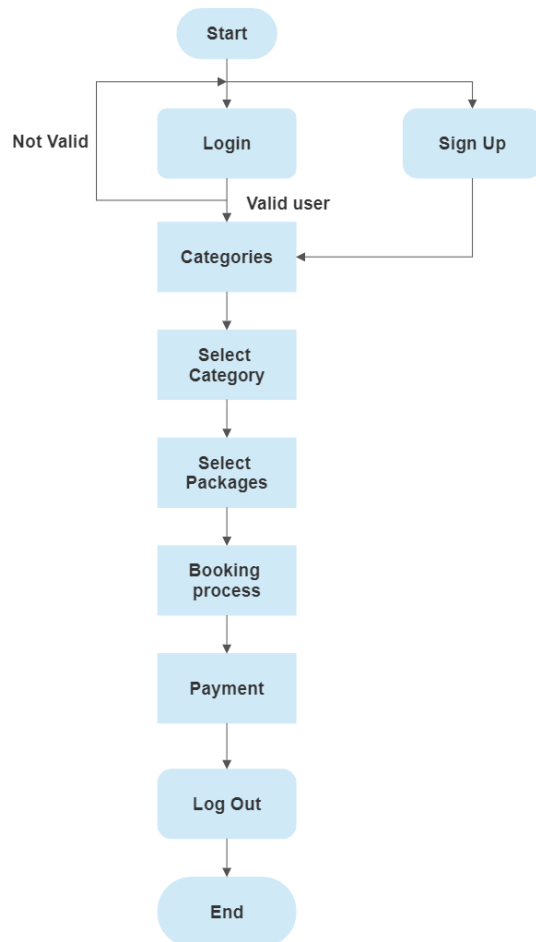 Start
Login
Sign Up
Not Valid
Valid user
Categories
Select
Category
Select
Packages
Booking
process
Payment
Log Out
End